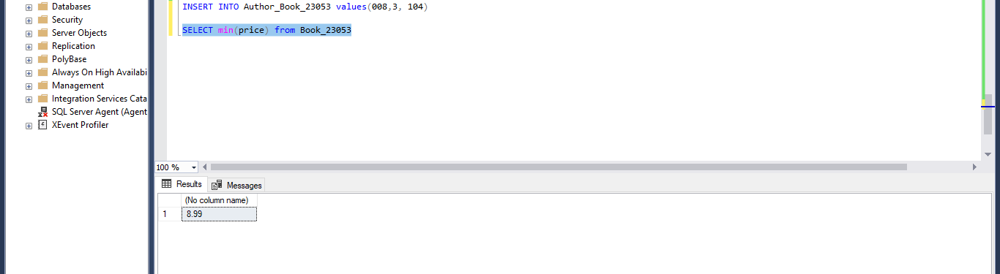 Databases
Security
Server Objects
Replication
PolyBase
Always On High Availabi
Management
Integration Services Cata
SQL Server Agent (Agent
XEvent Profiler
INSERT INTO Author_Book_23053 values(008,3, 104)
SELECT min(price) from Book_23053
100 %
Results
Messages
(No column name)
1 8.99